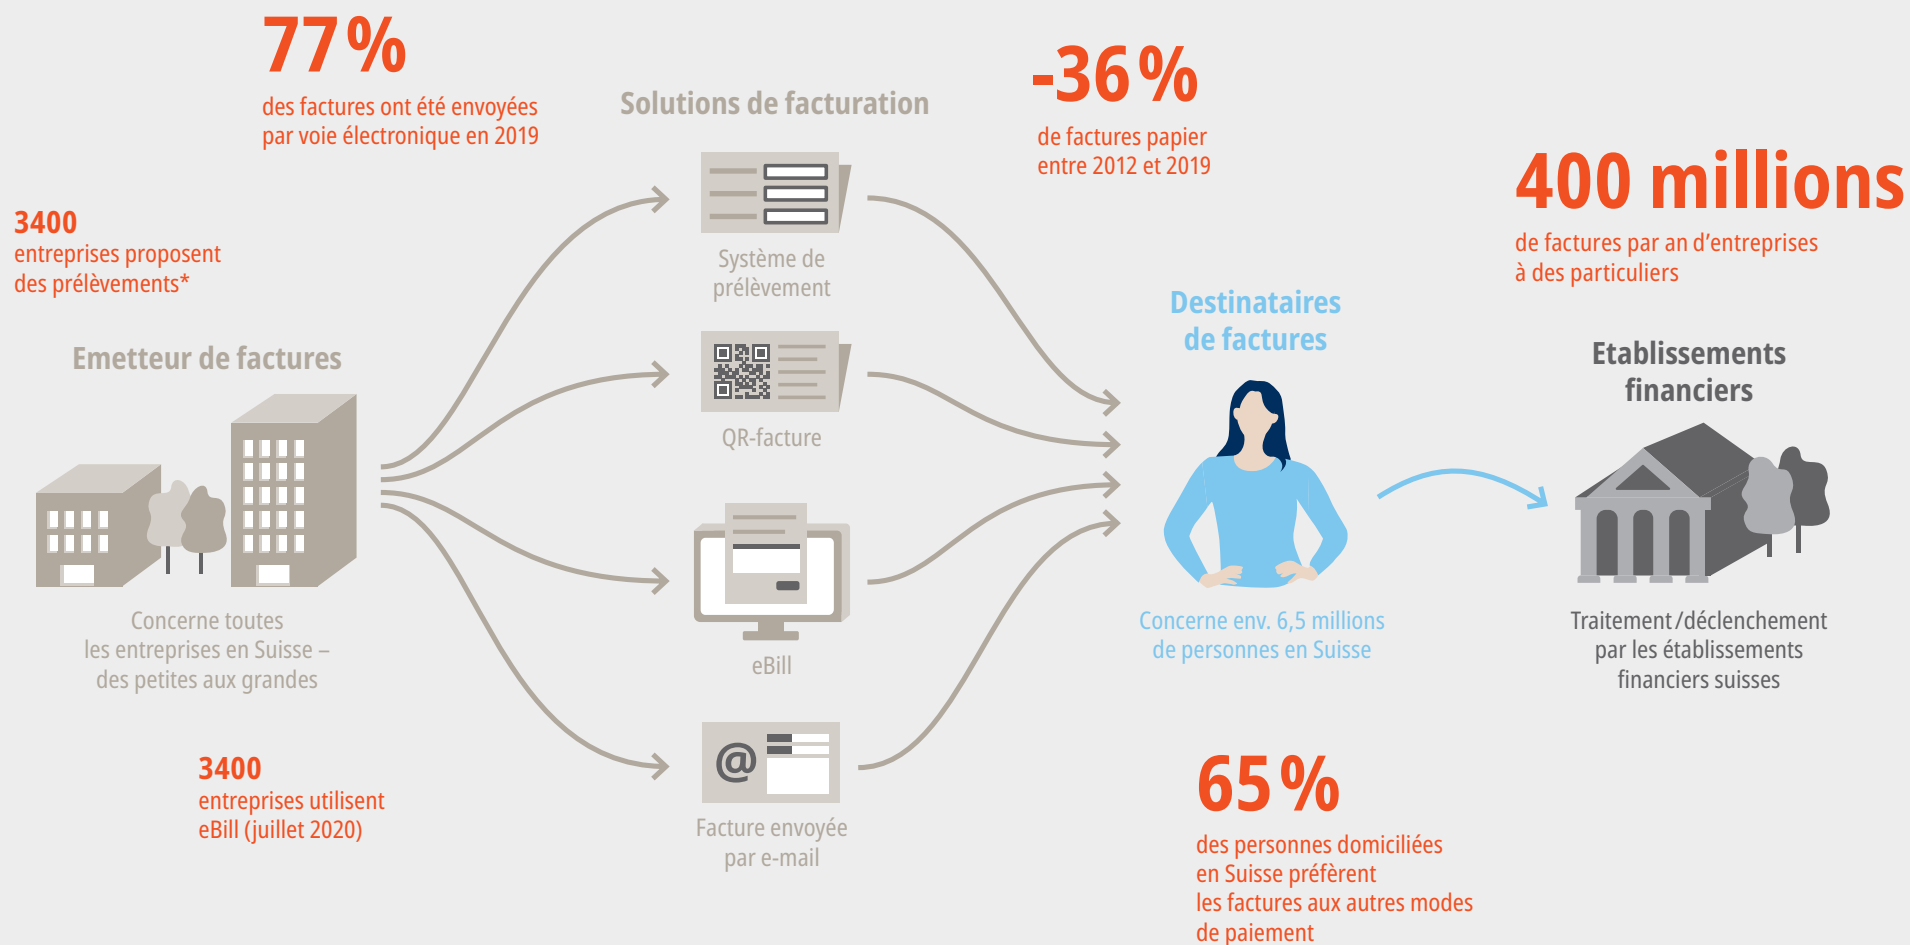 77 %
des factures ont été envoyées
par voie électronique en 2019
3400
entreprises proposent
des prélèvements*
Emetteur de factures
Concerne toutes
les entreprises en Suisse –
des petites aux grandes
3400
entreprises utilisent
eBill (juillet 2020)
Solutions de facturation
Système de
prélèvement
QR-facture
eBill
@
Facture envoyée
par e-mail
-36 %
de factures papier
entre 2012 et 2019
Destinataires
de factures
Concerne env. 6,5 millions
de personnes en Suisse
65 %
des personnes domiciliées
en Suisse préfèrent
les factures aux autres modes
de paiement
400 millions
de factures par an d’entreprises
à des particuliers
Etablissements
financiers
Traitement/déclenchement
par les établissements
financiers suisses